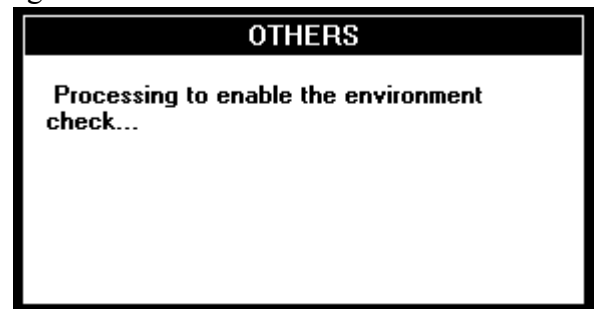 OTHERS
Processing to enable the environment
check...